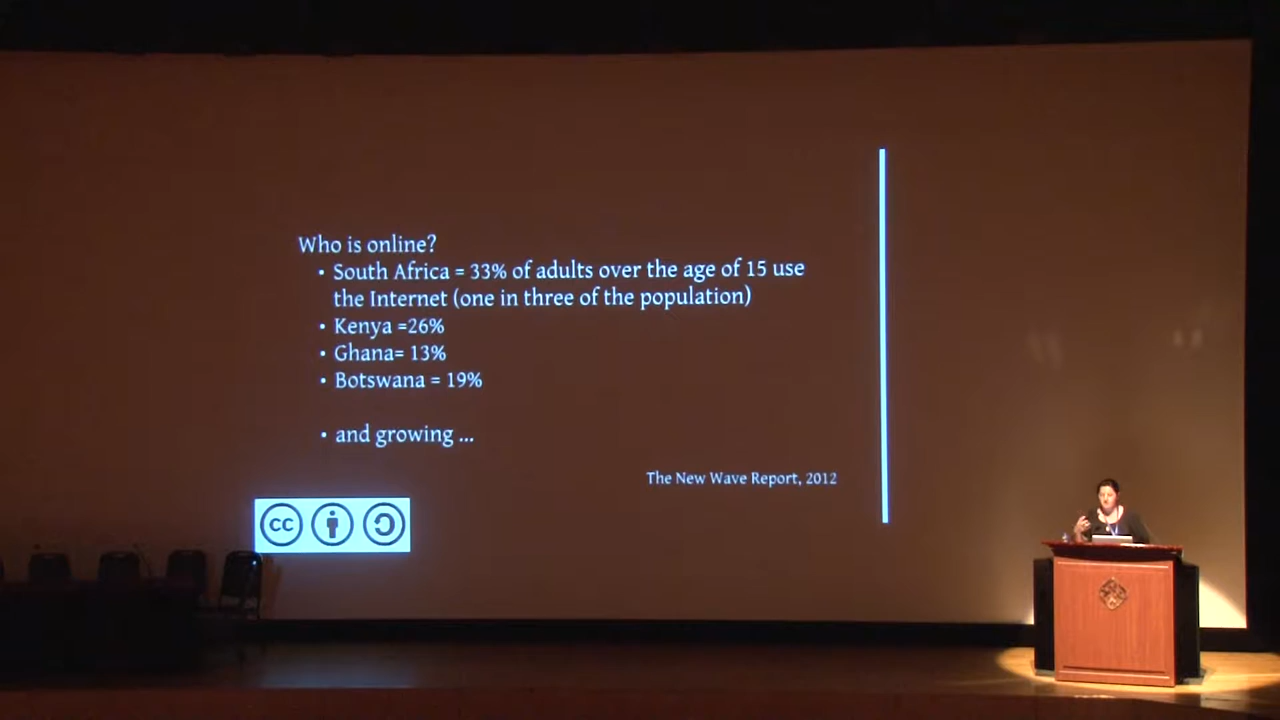 Who is online?
• South Africa = 33% of adults over the age of 15 use
the Internet (one in three of the population)
• Kenya =26%
• Ghana= 13%
• Botswana = 19%
• and growing ...
The New Wave Report, 2012
cc